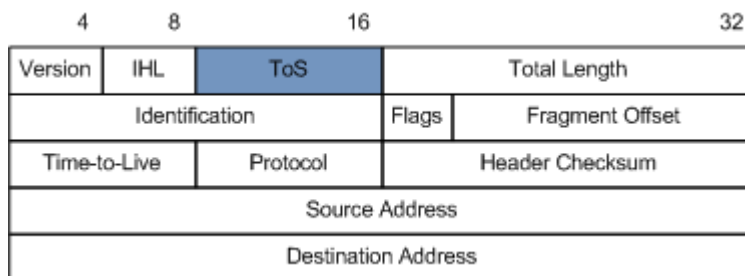 4 8 16 32
Version IHL ToS Total Length
Identification Flags Fragment Offset
Time-to-Live Protocol Header Checksum
Source Address
Destination Address